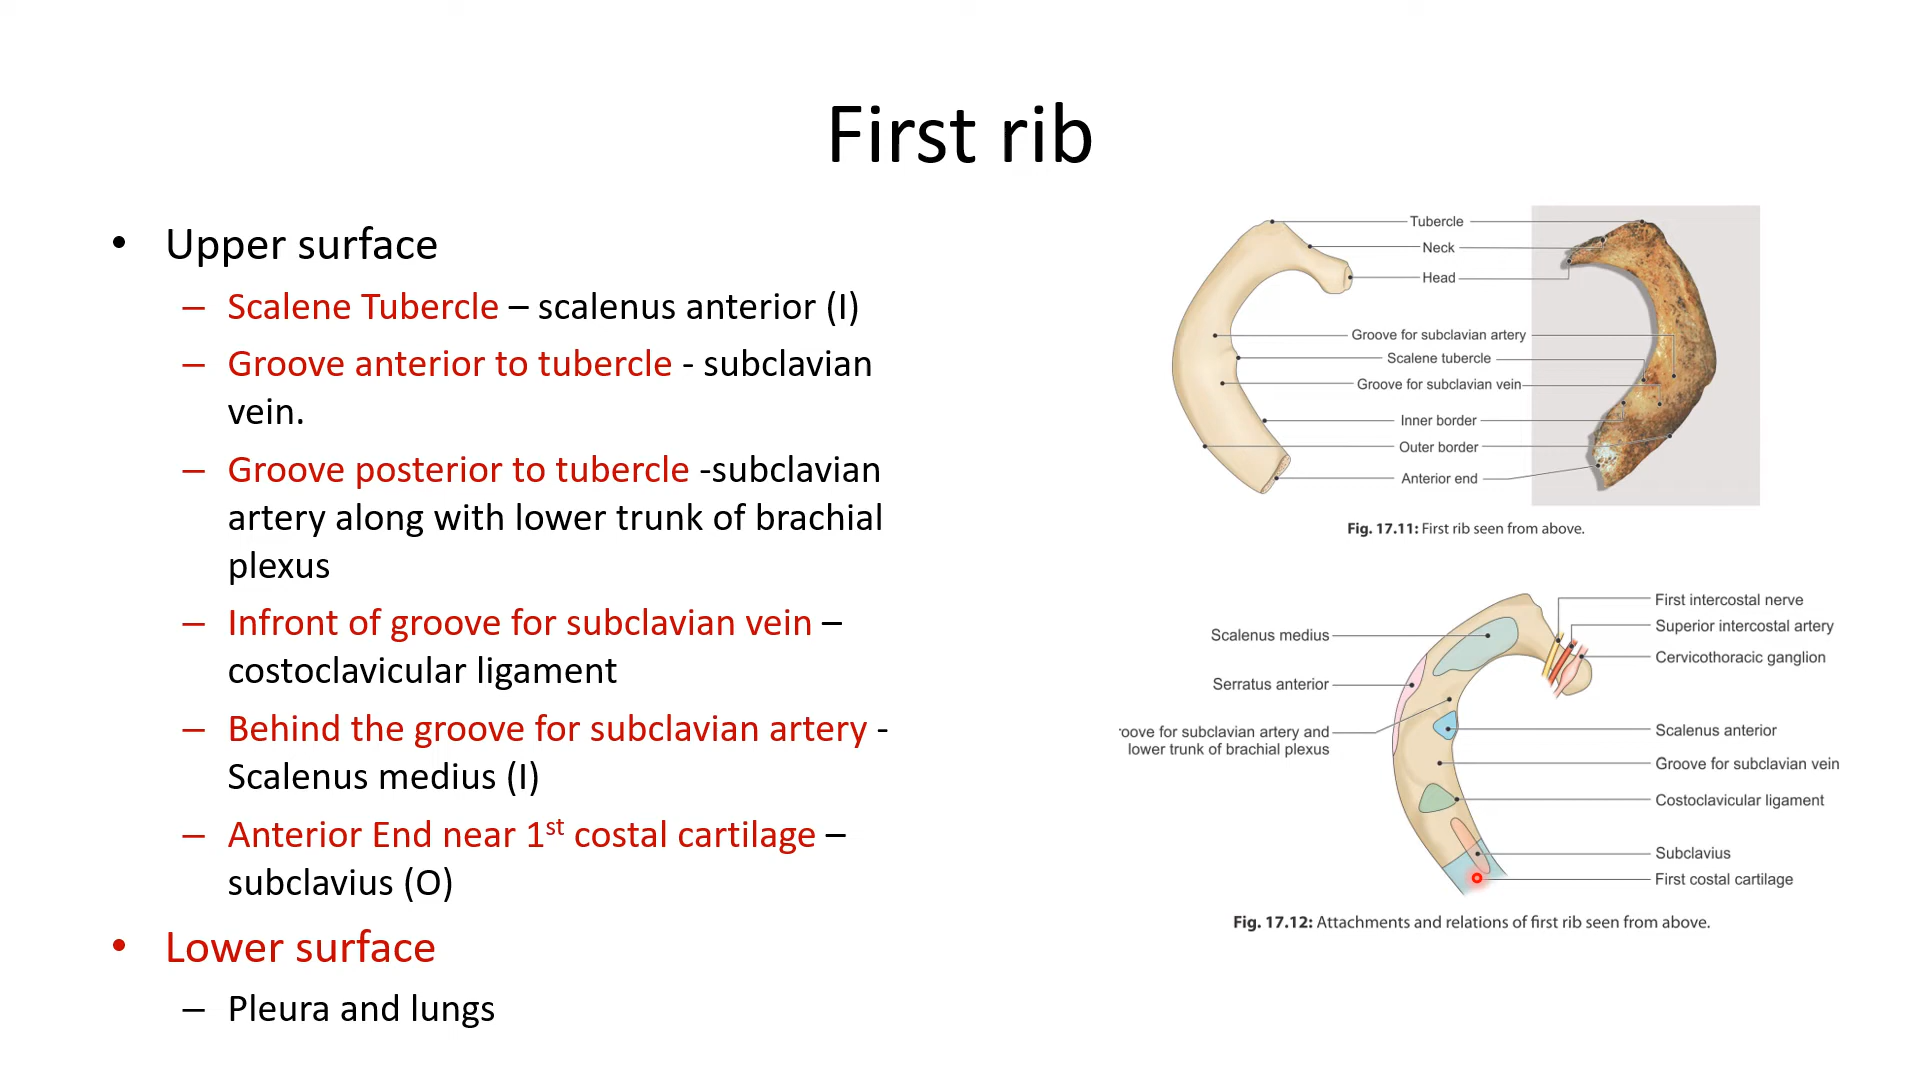 First rib
• Upper surface
– Scalene Tubercle – scalenus anterior (I)
– Groove anterior to tubercle - subclavian
vein.
– Groove posterior to tubercle -subclavian
artery along with lower trunk of brachial
plexus
– Infront of groove for subclavian vein –
costoclavicular ligament
– Behind the groove for subclavian artery -
Scalenus medius (I)
– Anterior End near 1st costal cartilage –
subclavius (O)
• Lower surface
– Pleura and lungs
Tubercle
Neck
Head
Groove for subclavian artery
Scalene tubercle
Groove for subclavian vein
Inner border
Outer border
Anterior end
Fig. 17.11: First rib seen from above.
Scalenus medius
Serratus anterior
roove for subclavian artery and
lower trunk of brachial plexus
First intercostal nerve
Superior intercostal artery
Cervicothoracic ganglion
Scalenus anterior
Groove for subclavian vein
Costoclavicular ligament
Subclavius
First costal cartilage
Fig. 17.12: Attachments and relations of first rib seen from above.